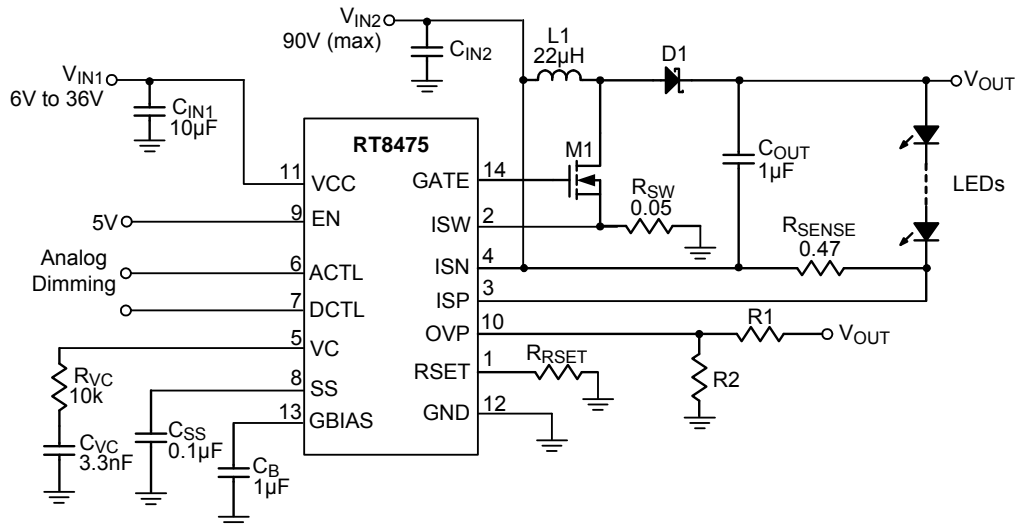 VIN2
90V (max)
CIN2
L1
22µH
D1
VOUT
VIN1
6V to 36V
CIN1
10µF
RT8475
M1
COUT
1µF
LEDs
11
VCC
GATE
14
RSW
0.05
5V
9
EN
ISW
2
RSENSE
0.47
Analog
Dimming
6
ACTL
ISN
4
7
DCTL
ISP
3
5
VC
OVP
10
R1
VOUT
RVC
10k
8
SS
RSET
1
RRSET
R2
13
GBIAS
GND
12
CVC
3.3nF
CSS
0.1µF
CB
1µF